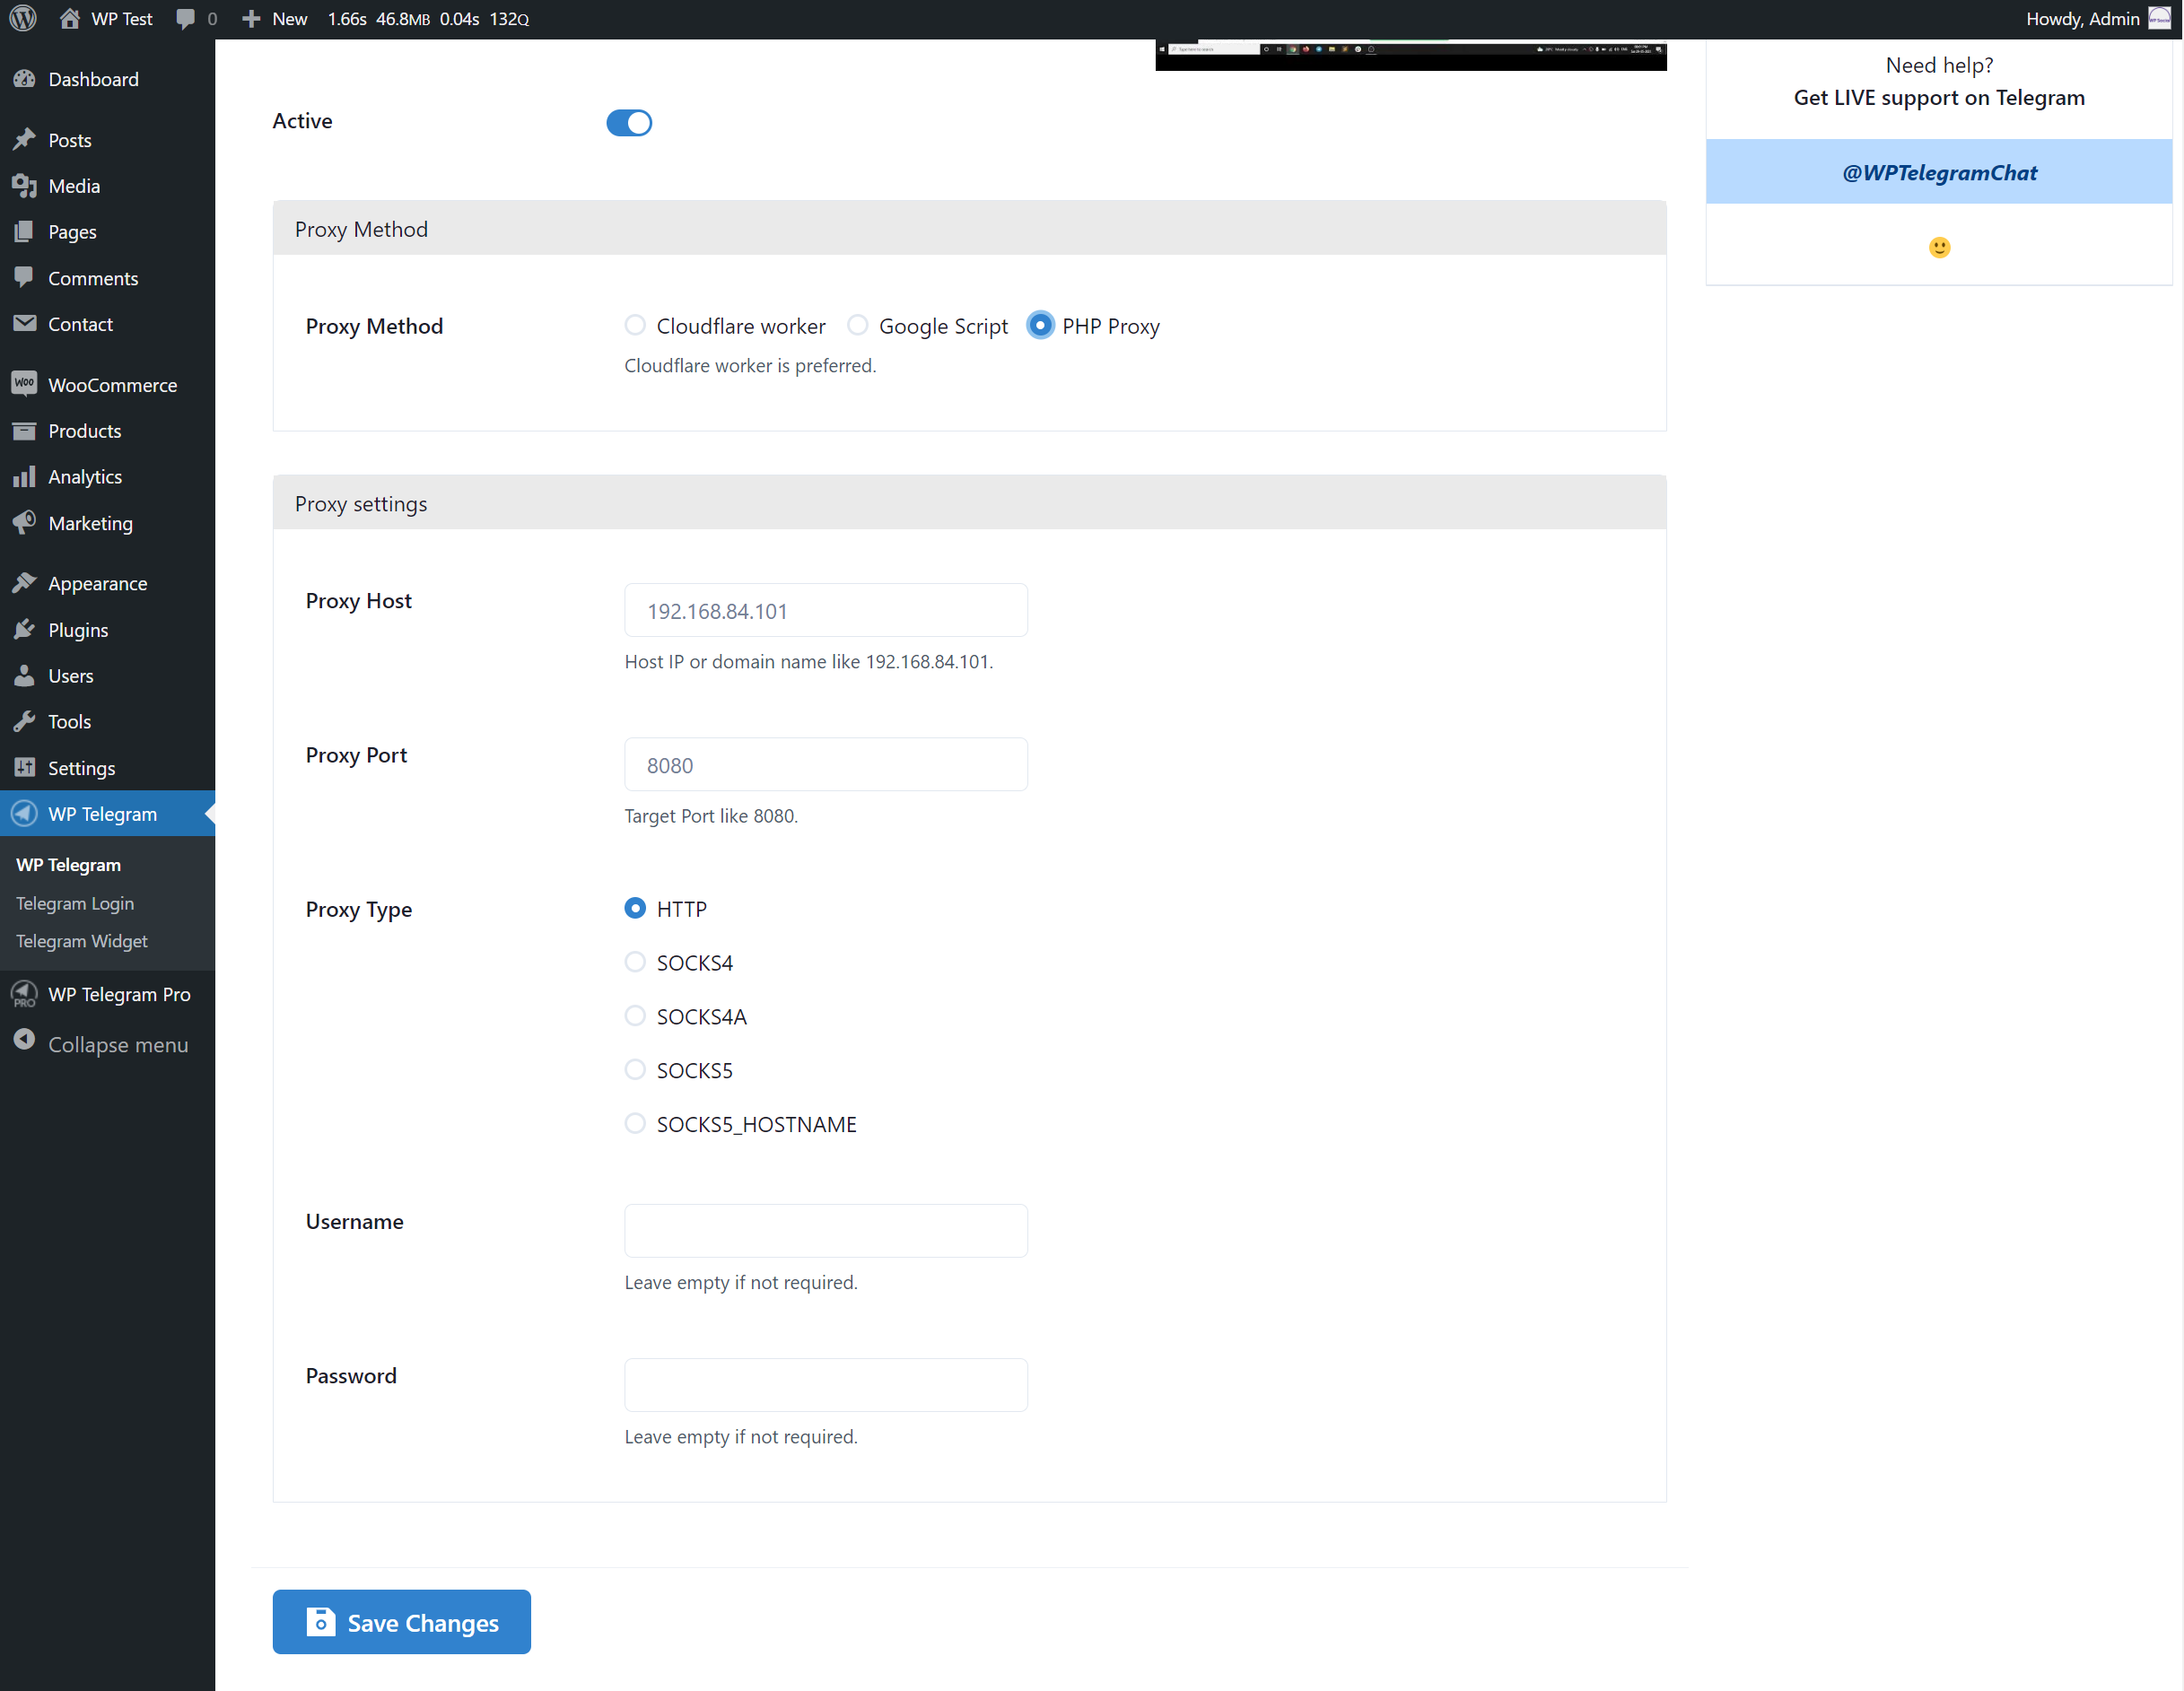 WP Test 0 New 1.66s 46.8MB 0.04s 132Q Howdy, Admin
Dashboard
Posts
Media
Pages
Comments
Contact
WooCommerce
Products
Analytics
Marketing
Appearance
Plugins
Users
Tools
Settings
WP Telegram
WP Telegram
Telegram Login
Telegram Widget
WP Telegram Pro
Collapse menu
Active
Proxy Method
Proxy Method
Cloudflare worker Google Script PHP Proxy
Cloudflare worker is preferred.
Proxy settings
Proxy Host
192.168.84.101
Host IP or domain name like 192.168.84.101.
Proxy Port
8080
Target Port like 8080.
Proxy Type
HTTP
SOCKS4
SOCKS4A
SOCKS5
SOCKS5_HOSTNAME
Username
Leave empty if not required.
Password
Leave empty if not required.
Save Changes
Need help?
Get LIVE support on Telegram
@WPTelegramChat